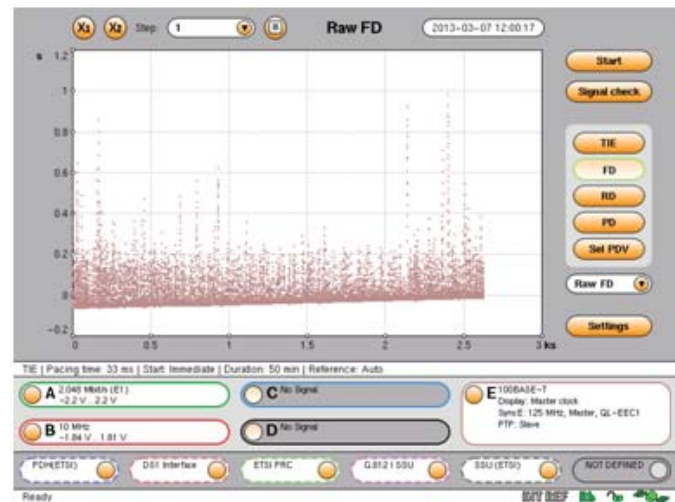 X1 X2 Step: 1 Raw FD 2013-03-07 12:00:17
s
1.2
1
0.8
0.6
0.4
0.2
0
-0.2
0 0.5 1 1.5 2 2.5 3 ks
Start
Signal check
TIE
FD
RD
PD
Sel PDV
Raw FD
Settings
TIE | Pacing time: 33 ms | Start: Immediate | Duration: 50 min | Reference: Auto
A 2.048 Mbit/s (E1)
-2.2 V .. 2.2 V
B 10 MHz
-1.84 V .. 1.81 V
C No Signal
D No Signal
E 100BASE-T
Display: Master clock
SyncE: 125 MHz, Master, QL-EEC1
PTP: Slave
PDH(ETSI) DS1 Interface ETSI PRC G.812 I SSU SSU (ETSI) NOT DEFINED
Ready
INT REF